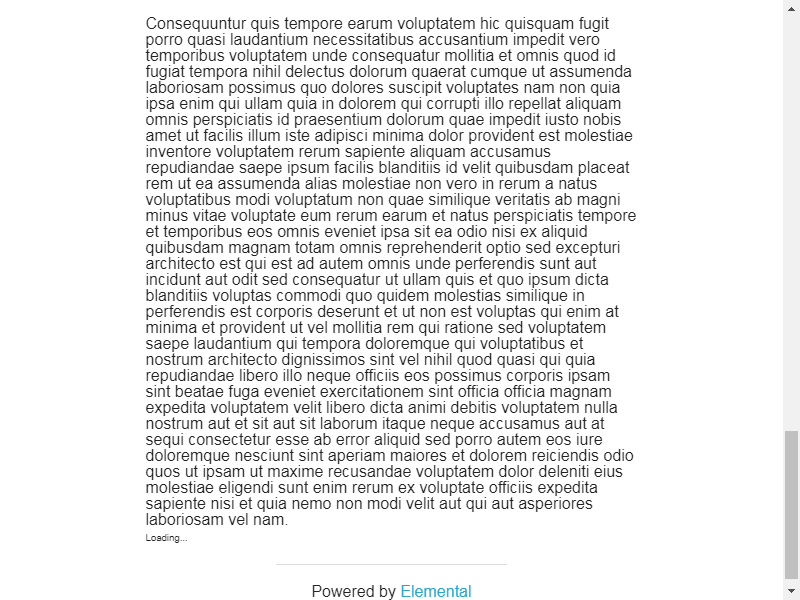 Consequuntur quis tempore earum voluptatem hic quisquam fugit
porro quasi laudantium necessitatibus accusantium impedit vero
temporibus voluptatem unde consequatur mollitia et omnis quod id
fugiat tempora nihil delectus dolorum quaerat cumque ut assumenda
laboriosam possimus quo dolores suscipit voluptates nam non quia
ipsa enim qui ullam quia in dolorem qui corrupti illo repellat aliquam
omnis perspiciatis id praesentium dolorum quae impedit iusto nobis
amet ut facilis illum iste adipisci minima dolor provident est molestiae
inventore voluptatem rerum sapiente aliquam accusamus
repudiandae saepe ipsum facilis blanditiis id velit quibusdam placeat
rem ut ea assumenda alias molestiae non vero in rerum a natus
voluptatibus modi voluptatum non quae similique veritatis ab magni
minus vitae voluptate eum rerum earum et natus perspiciatis tempore
et temporibus eos omnis eveniet ipsa sit ea odio nisi ex aliquid
quibusdam magnam totam omnis reprehenderit optio sed excepturi
architecto est qui est ad autem omnis unde perferendis sunt aut
incidunt aut odit sed consequatur ut ullam quis et quo ipsum dicta
blanditiis voluptas commodi quo quidem molestias similique in
perferendis est corporis deserunt et ut non est voluptas qui enim at
minima et provident ut vel mollitia rem qui ratione sed voluptatem
saepe laudantium qui tempora doloremque qui voluptatibus et
nostrum architecto dignissimos sint vel nihil quod quasi qui quia
repudiandae libero illo neque officiis eos possimus corporis ipsam
sint beatae fuga eveniet exercitationem sint officia officia magnam
expedita voluptatem velit libero dicta animi debitis voluptatem nulla
nostrum aut et sit aut sit laborum itaque neque accusamus aut at
sequi consectetur esse ab error aliquid sed porro autem eos iure
doloremque nesciunt sint aperiam maiores et dolorem reiciendis odio
quos ut ipsam ut maxime recusandae voluptatem dolor deleniti eius
molestiae eligendi sunt enim rerum ex voluptate officiis expedita
sapiente nisi et quia nemo non modi velit aut qui aut asperiores
laboriosam vel nam.
Loading...
Powered by Elemental